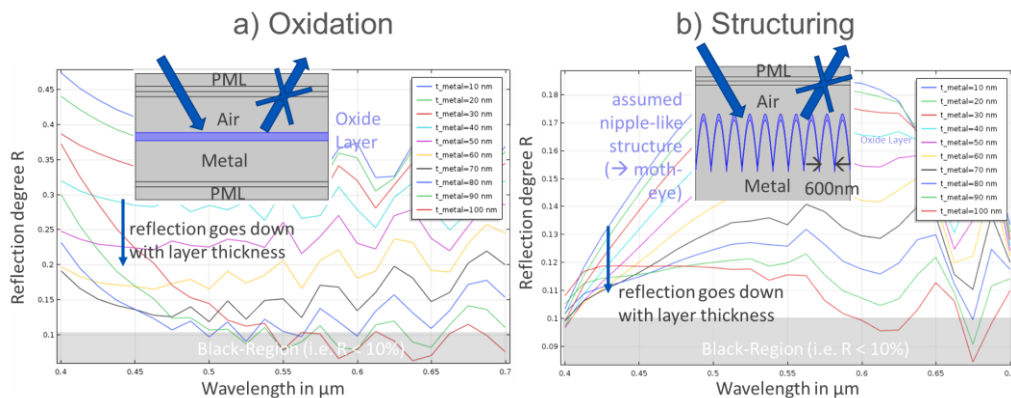 a) Oxidation
Reflection degree R
0.45
0.4
0.35
0.3
0.25
0.2
0.15
0.1
PML
Air
Oxide
Layer
Metal
PML
t_metal=10 nm
t_metal=20 nm
t_metal=30 nm
t_metal=40 nm
t_metal=50 nm
t_metal=60 nm
t_metal=70 nm
t_metal=80 nm
t_metal=90 nm
t_metal=100 nm
reflection goes down
with layer thickness
Black-Region (i.e. R < 10%)
0.4
0.45
0.5
0.55
0.6
0.65
0.7
Wavelength in µm
b) Structuring
Reflection degree R
0.18
0.17
0.16
0.15
0.14
0.13
0.12
0.11
0.1
0.09
PML
Air
assumed
nipple-like
structure
(→ moth-
eye)
Oxide Layer
600nm
Metal
t_metal=10 nm
t_metal=20 nm
t_metal=30 nm
t_metal=40 nm
t_metal=50 nm
t_metal=60 nm
t_metal=70 nm
t_metal=80 nm
t_metal=90 nm
t_metal=100 nm
reflection goes down
with layer thickness
Black-Region (i.e. R < 10%)
0.4
0.45
0.5
0.55
0.6
0.65
0.7
Wavelength in µm